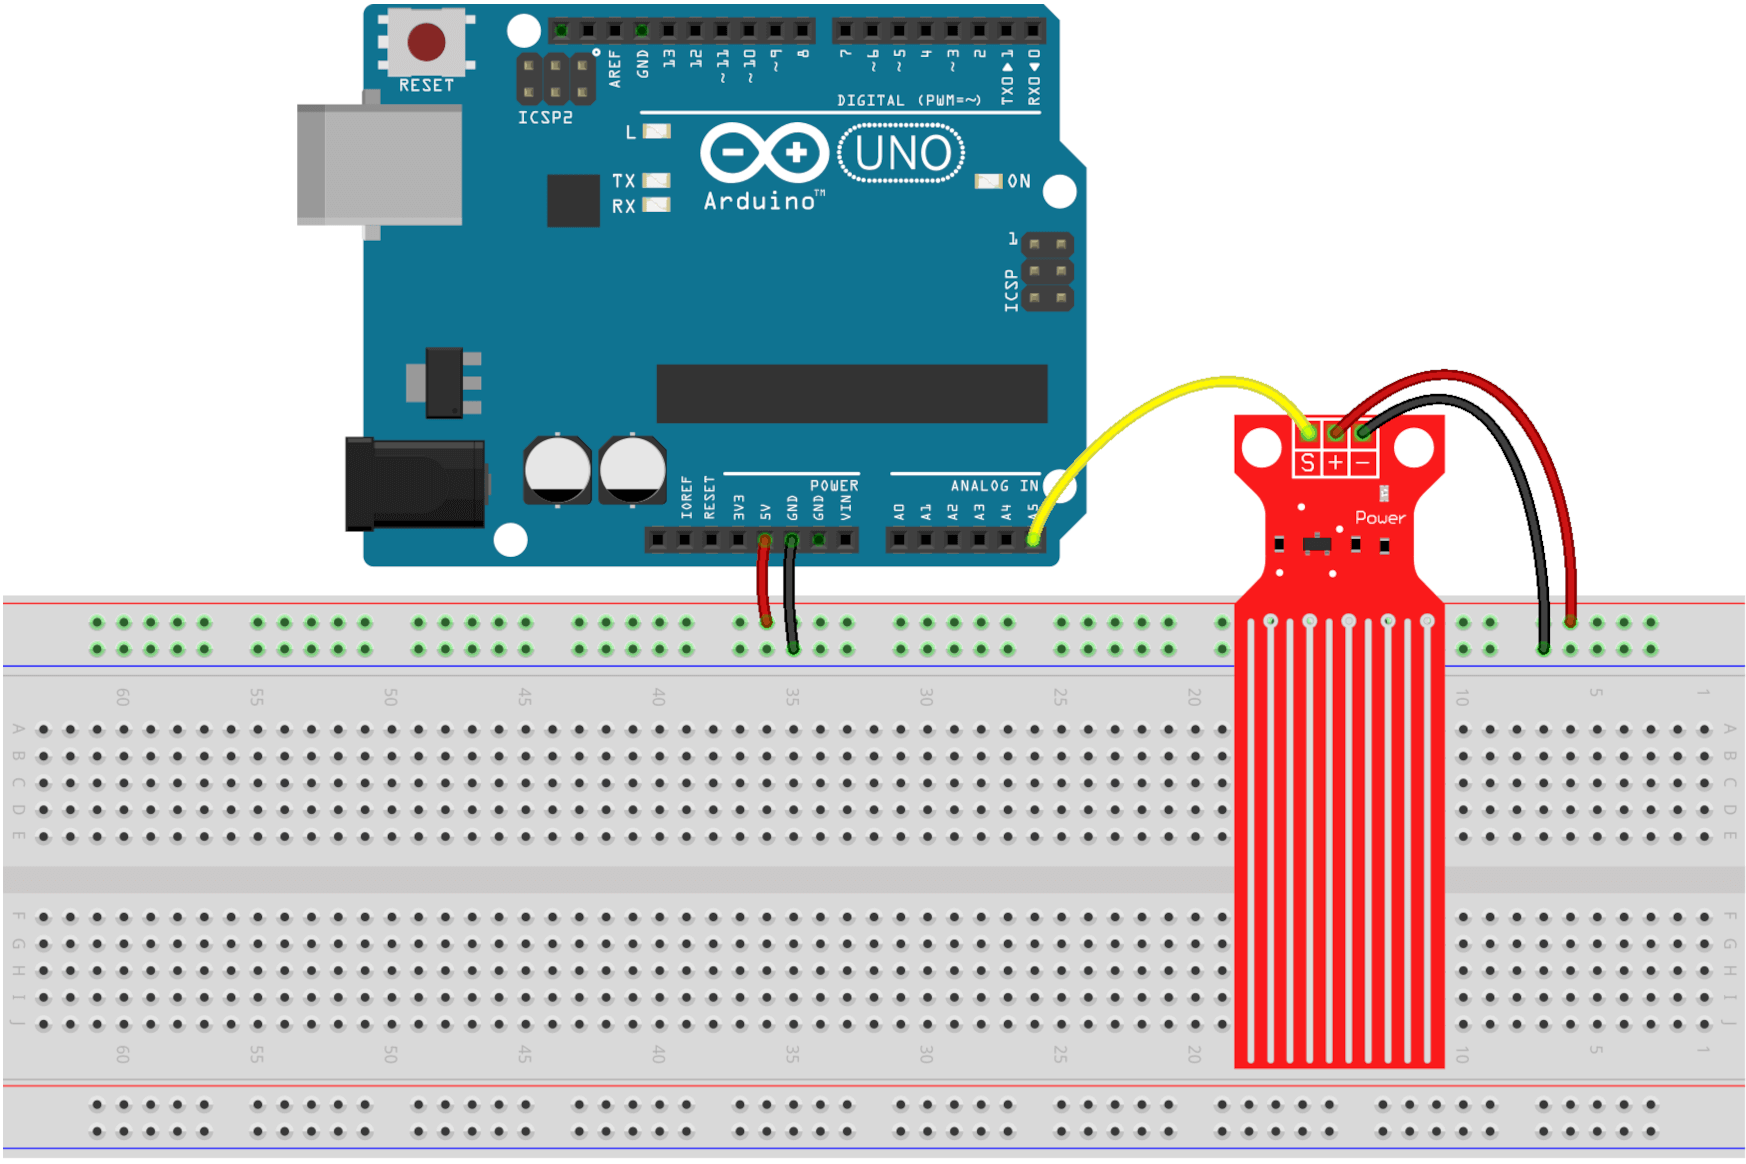 RESET
ICSP2
AREF
GND
13
12
~11
~10
~9
8
7
~6
~5
4
~3
2
TX0▶1
RX0◀0
DIGITAL (PWM=~)
L
TX
RX
Arduino™
UNO
ON
1
ICSP
POWER
ANALOG IN
IOREF
RESET
3V3
5V
GND
GND
VIN
A0
A1
A2
A3
A4
A5
S + −
Power
60 55 50 45 40 35 30 25 20 10 5 1
A A
B B
C C
D D
E E
F F
G G
H H
I I
J J
60 55 50 45 40 35 30 25 20 10 5 1